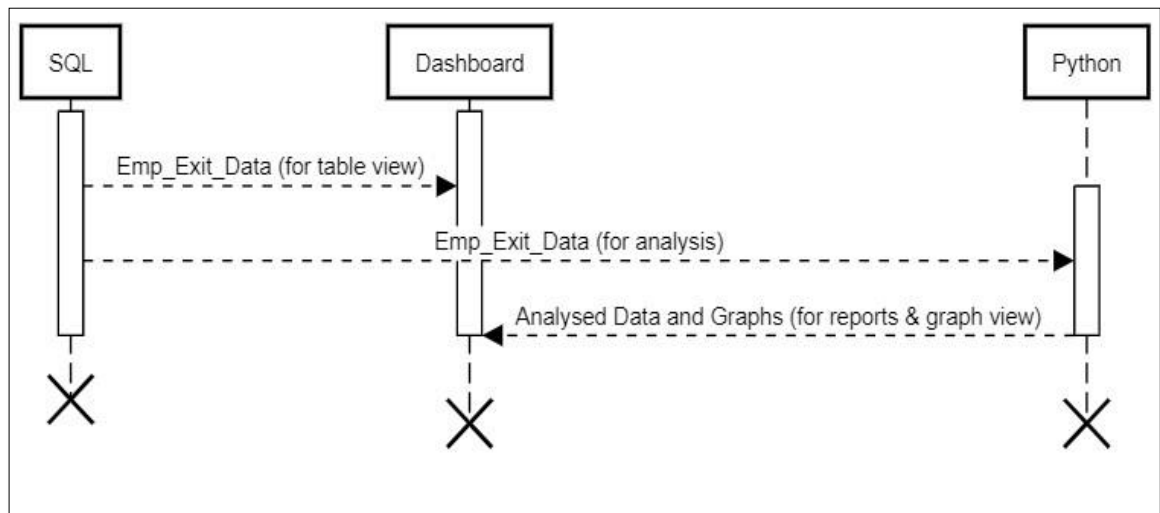 SQL
Dashboard
Python
Emp_Exit_Data (for table view)
Emp_Exit_Data (for analysis)
Analysed Data and Graphs (for reports & graph view)